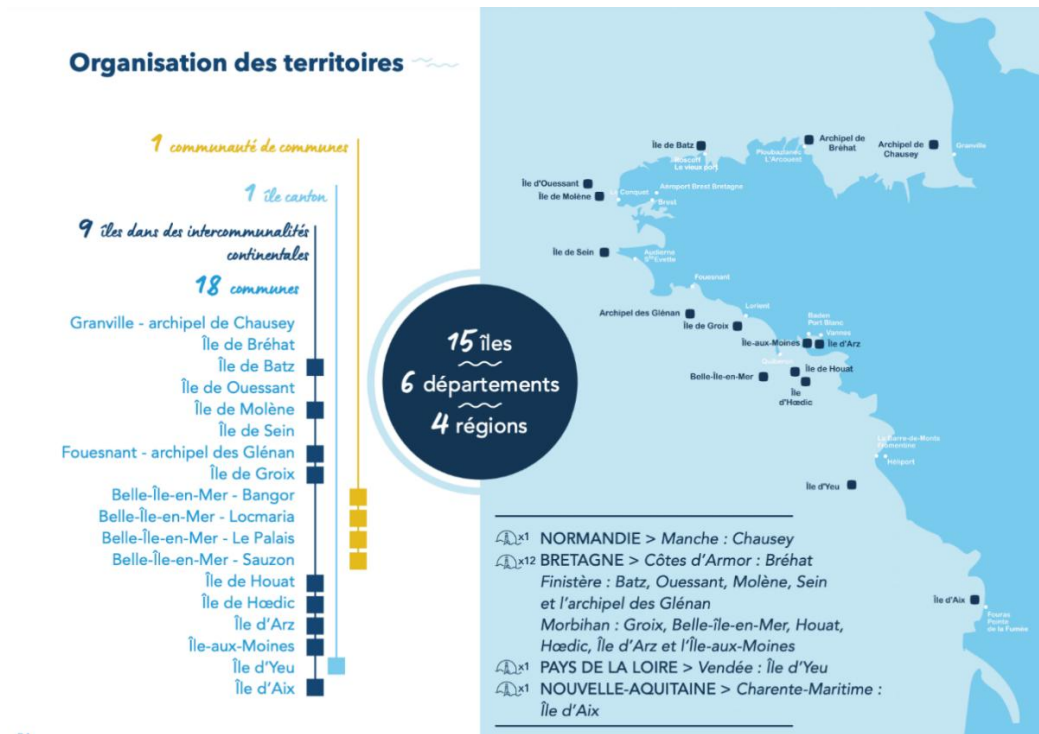 Organisation des territoires
1 communauté de communes
1 île canton
9 îles dans des intercommunalités
continentales
18 communes
Granville - archipel de Chausey
Île de Bréhat
Île de Batz
Île de Ouessant
Île de Molène
Île de Sein
Fouesnant - archipel des Glénan
Île de Groix
Belle-Île-en-Mer - Bangor
Belle-Île-en-Mer - Locmaria
Belle-Île-en-Mer - Le Palais
Belle-Île-en-Mer - Sauzon
Île de Houat
Île de Hœdic
Île d'Arz
Île-aux-Moines
Île d'Yeu
Île d'Aix
15 îles
6 départements
4 régions
Île de Batz
Roscoff
Le vieux port
Ploubazlanec
L'Arcouest
Archipel de
Bréhat
Archipel de
Chausey
Granville
Île d'Ouessant
Île de Molène
Le Conquet
Aéroport Brest Bretagne
Brest
Île de Sein
Audierne
Ste Evette
Fouesnant
Archipel des Glénan
Lorient
Île de Groix
Baden
Port Blanc
Vannes
Île-aux-Moines
Île d'Arz
Quiberon
Belle-Île-en-Mer
Île de Houat
Île
d'Hœdic
La Barre-de-Monts
Fromentine
Héliport
Île d'Yeu
Île d'Aix
Fouras
Pointe
de la Fumée
x1 NORMANDIE > Manche : Chausey
x12 BRETAGNE > Côtes d'Armor : Bréhat
Finistère : Batz, Ouessant, Molène, Sein
et l'archipel des Glénan
Morbihan : Groix, Belle-île-en-Mer, Houat,
Hœdic, Île d'Arz et l'Île-aux-Moines
x1 PAYS DE LA LOIRE > Vendée : Île d'Yeu
x1 NOUVELLE-AQUITAINE > Charente-Maritime :
Île d'Aix